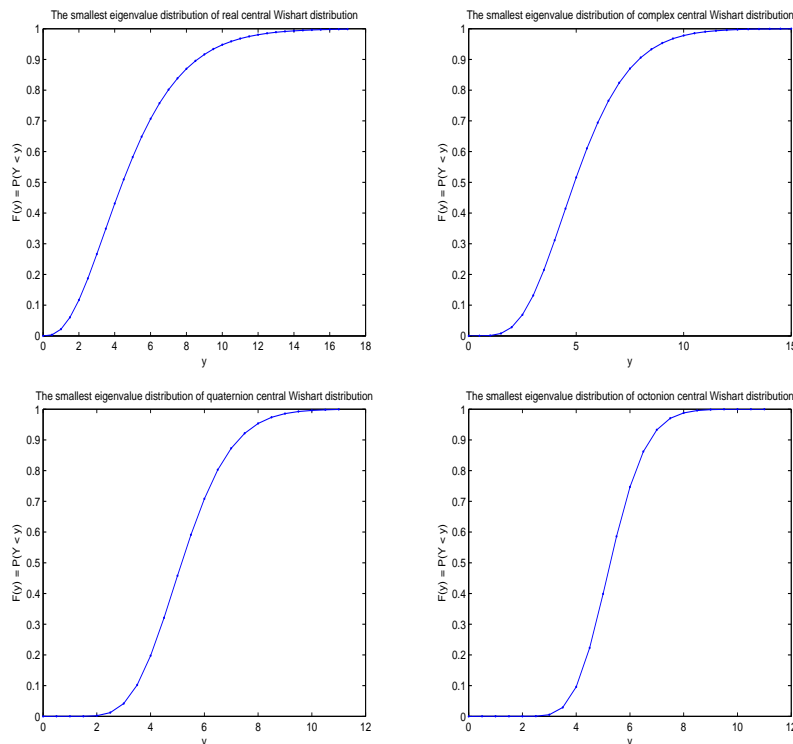 The smallest eigenvalue distribution of real central Wishart distribution
1
0.9
0.8
0.7
0.6
0.5
0.4
0.3
0.2
0.1
0
F(y) = P(Y < y)
0 2 4 6 8 10 12 14 16 18
y
The smallest eigenvalue distribution of complex central Wishart distribution
1
0.9
0.8
0.7
0.6
0.5
0.4
0.3
0.2
0.1
0
F(y) = P(Y < y)
0 5 10 15
y
The smallest eigenvalue distribution of quaternion central Wishart distribution
1
0.9
0.8
0.7
0.6
0.5
0.4
0.3
0.2
0.1
0
F(y) = P(Y < y)
0 2 4 6 8 10 12
y
The smallest eigenvalue distribution of octonion central Wishart distribution
1
0.9
0.8
0.7
0.6
0.5
0.4
0.3
0.2
0.1
0
F(y) = P(Y < y)
0 2 4 6 8 10 12
y